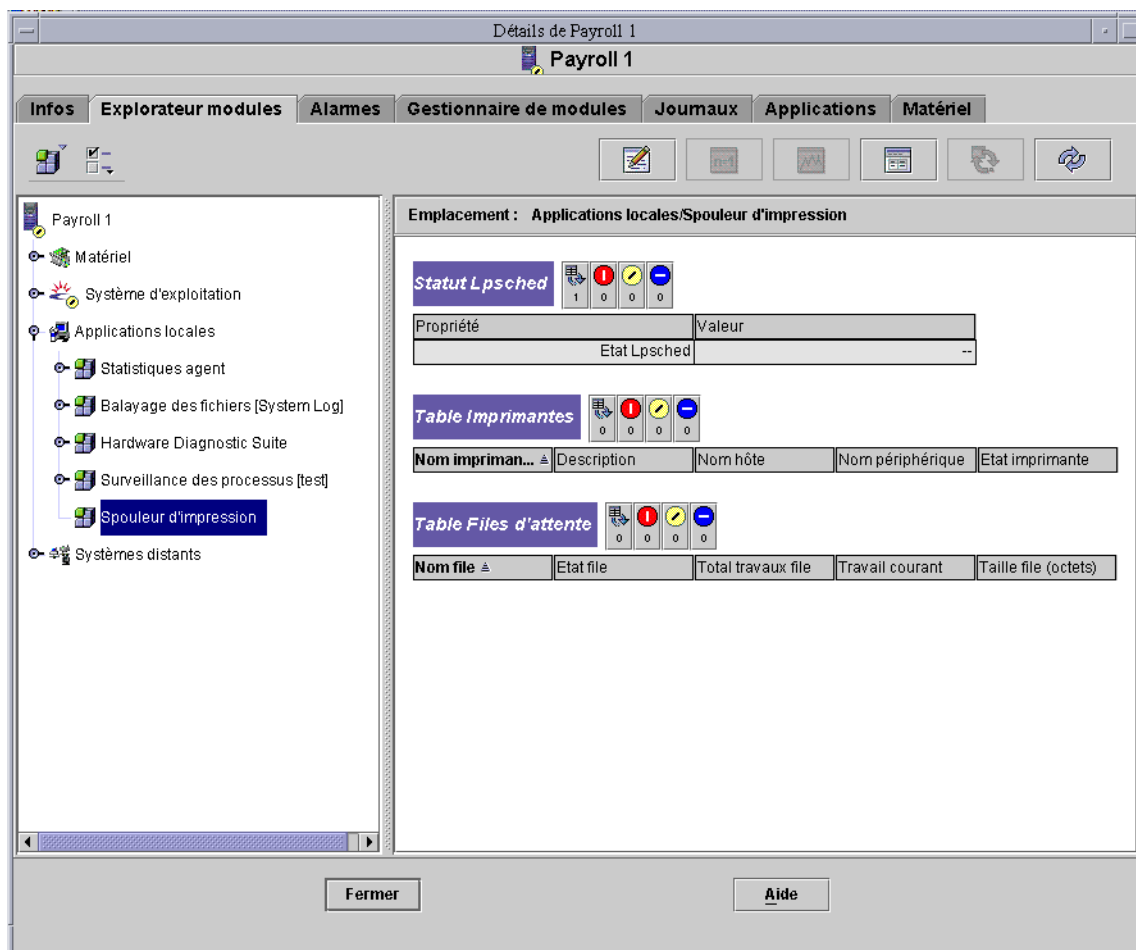 Détails de Payroll 1
Payroll 1
Infos Explorateur modules Alarmes Gestionnaire de modules Journaux Applications Matériel
n=1
Payroll 1
Matériel
Système d'exploitation
Applications locales
Statistiques agent
Balayage des fichiers [System Log]
Hardware Diagnostic Suite
Surveillance des processus [test]
Spouleur d'impression
Systèmes distants
Emplacement : Applications locales/Spouleur d'impression
Statut Lpsched
1 0 0 0
Propriété Valeur
Etat Lpsched --
Table Imprimantes
0 0 0 0
Nom impriman... Description Nom hôte Nom périphérique Etat imprimante
Table Files d'attente
0 0 0 0
Nom file Etat file Total travaux file Travail courant Taille file (octets)
Fermer Aide